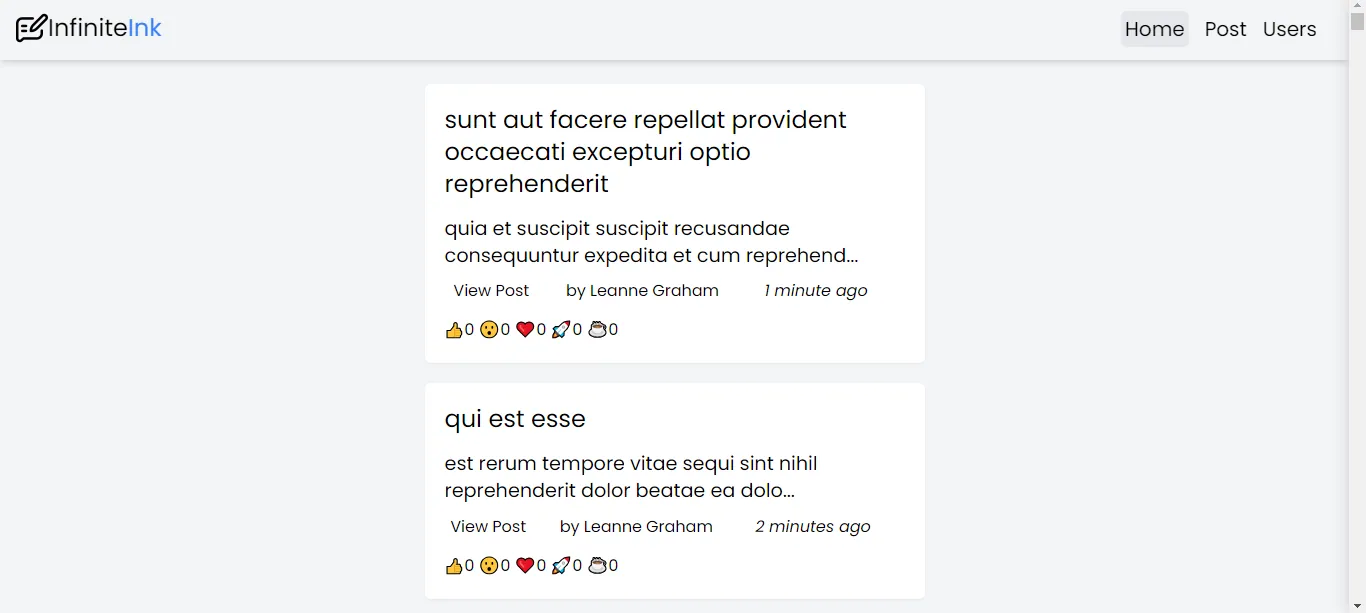 InfiniteInk
Home Post Users
sunt aut facere repellat provident
occaecati excepturi optio
reprehenderit
quia et suscipit suscipit recusandae
consequuntur expedita et cum reprehend...
View Post by Leanne Graham 1 minute ago
👍0 😮0 ❤️0 🚀0 ☕0
qui est esse
est rerum tempore vitae sequi sint nihil
reprehenderit dolor beatae ea dolo...
View Post by Leanne Graham 2 minutes ago
👍0 😮0 ❤️0 🚀0 ☕0